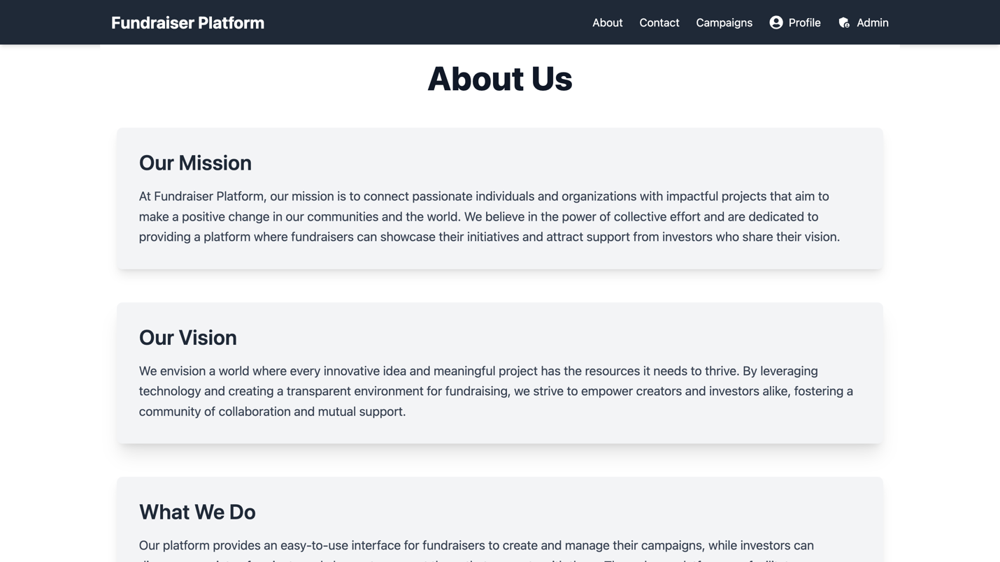 Fundraiser Platform
About
Contact
Campaigns
Profile
Admin
About Us
Our Mission
At Fundraiser Platform, our mission is to connect passionate individuals and organizations with impactful projects that aim to
make a positive change in our communities and the world. We believe in the power of collective effort and are dedicated to
providing a platform where fundraisers can showcase their initiatives and attract support from investors who share their vision.
Our Vision
We envision a world where every innovative idea and meaningful project has the resources it needs to thrive. By leveraging
technology and creating a transparent environment for fundraising, we strive to empower creators and investors alike, fostering a
community of collaboration and mutual support.
What We Do
Our platform provides an easy-to-use interface for fundraisers to create and manage their campaigns, while investors can